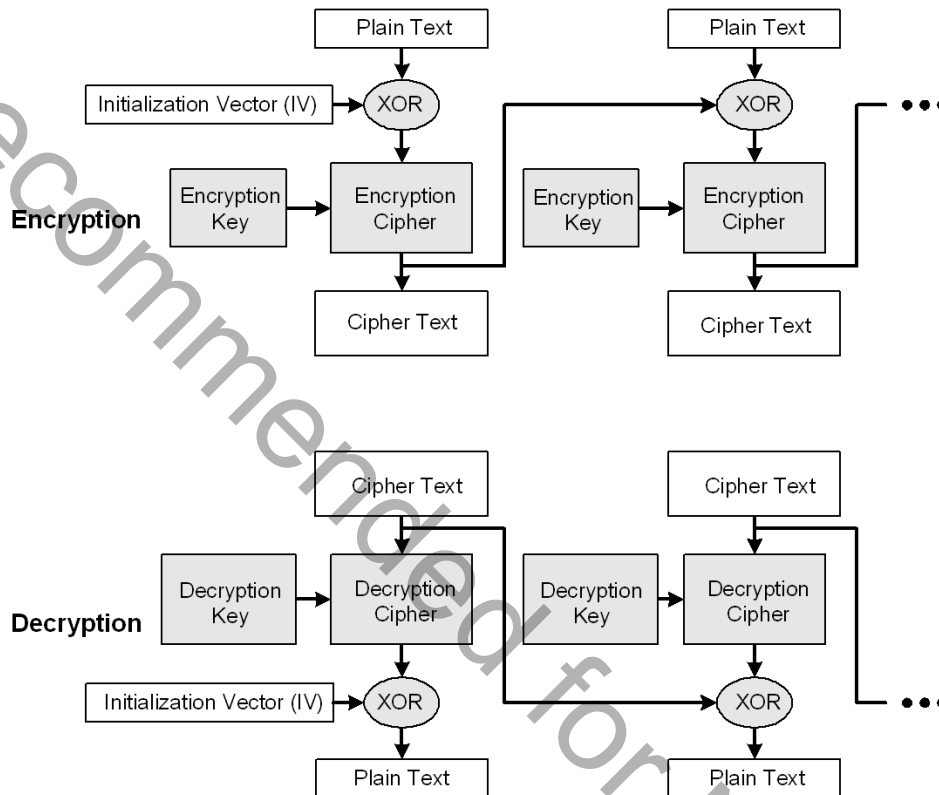 Plain Text
Plain Text
Initialization Vector (IV)
XOR
XOR
Encryption
Encryption
Key
Encryption
Cipher
Encryption
Key
Encryption
Cipher
Cipher Text
Cipher Text
Cipher Text
Cipher Text
Decryption
Decryption
Key
Decryption
Cipher
Decryption
Key
Decryption
Cipher
Initialization Vector (IV)
XOR
XOR
Plain Text
Plain Text
ecommended for